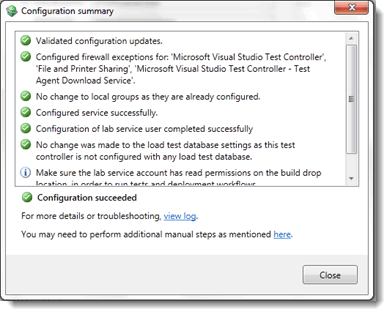 Configuration summary
Validated configuration updates.
Configured firewall exceptions for: 'Microsoft Visual Studio Test Controller',
'File and Printer Sharing', 'Microsoft Visual Studio Test Controller - Test
Agent Download Service'.
No change to local groups as they are already configured.
Configured service successfully.
Configuration of lab service user completed successfully
No change was made to the load test database settings as this test
controller is not configured with any load test database.
Make sure the lab service account has read permissions on the build drop
location, in order to run tests and deployment workflows
Configuration succeeded
For more details or troubleshooting, view log.
You may need to perform additional manual steps as mentioned here.
Close